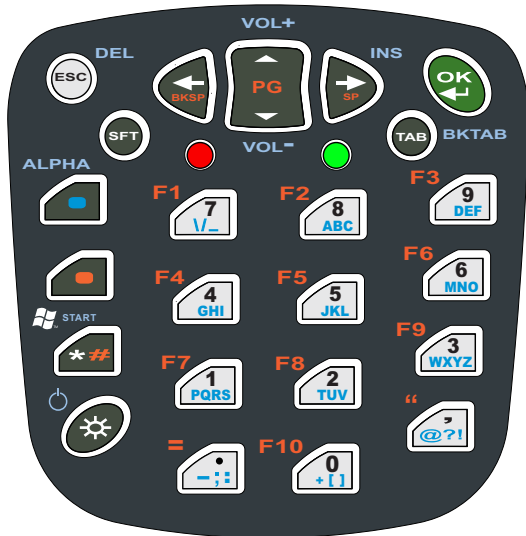 VOL+
DEL
INS
ESC
BKSP
PG
SP
OK
SFT
TAB
BKTAB
VOL-
ALPHA
F1
7
\/_
F2
8
ABC
F3
9
DEF
F4
4
GHI
F5
5
JKL
F6
6
MNO
START
*#
F7
1
PQRS
F8
2
TUV
F9
3
WXYZ
=
.
-;:
F10
0
+[]
“
,
@?!